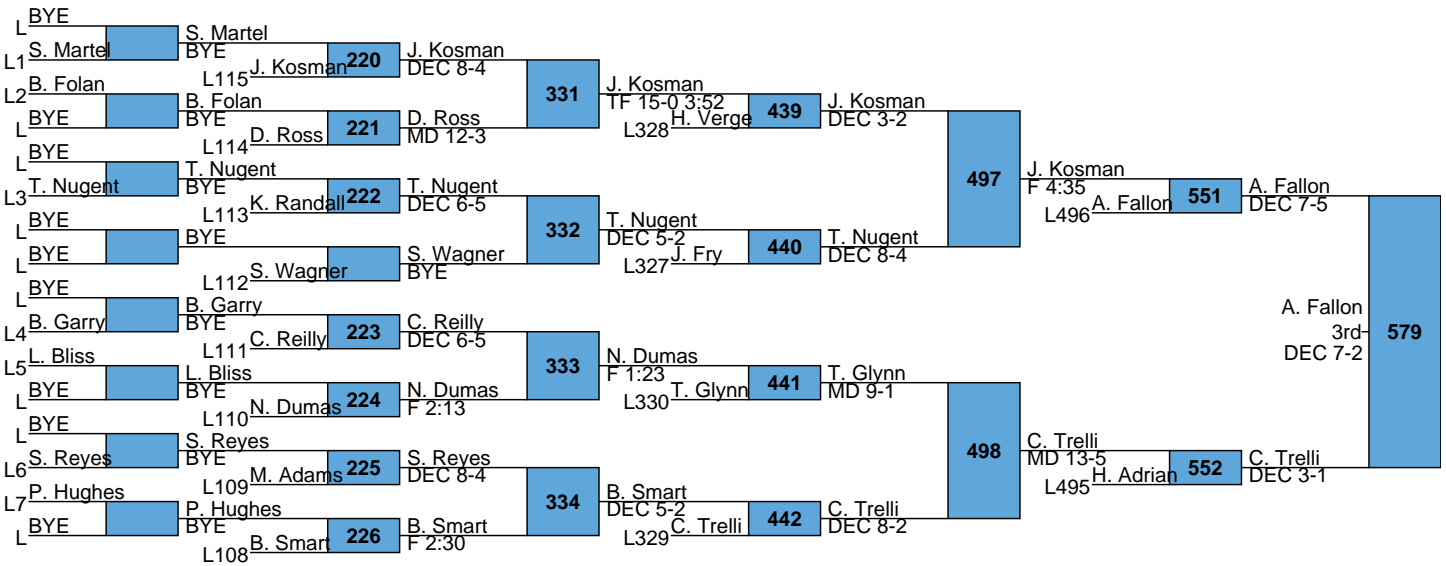 BYE
L
S. Martel
L1
B. Folan
L2
BYE
L
BYE
L
T. Nugent
L3
BYE
L
BYE
L
BYE
L
B. Garry
L4
L. Bliss
L5
BYE
L
BYE
L
S. Reyes
L6
P. Hughes
L7
BYE
L
S. Martel
BYE
L115 J. Kosman
B. Folan
BYE
L114 D. Ross
T. Nugent
BYE
L113 K. Randall
BYE
L112 S. Wagner
B. Garry
BYE
L111 C. Reilly
L. Bliss
BYE
L110 N. Dumas
S. Reyes
BYE
L109 M. Adams
P. Hughes
BYE
L108 B. Smart
220
221
222
223
224
225
226
J. Kosman
DEC 8-4
D. Ross
MD 12-3
T. Nugent
DEC 6-5
S. Wagner
BYE
C. Reilly
DEC 6-5
N. Dumas
F 2:13
S. Reyes
DEC 8-4
B. Smart
F 2:30
331
332
333
334
J. Kosman
TF 15-0 3:52
L328 H. Verge
T. Nugent
DEC 5-2
L327 J. Fry
N. Dumas
F 1:23
L330 T. Glynn
B. Smart
DEC 5-2
L329 C. Trelli
439
440
441
442
J. Kosman
DEC 3-2
T. Nugent
DEC 8-4
T. Glynn
MD 9-1
C. Trelli
DEC 8-2
497
498
J. Kosman
F 4:35
L496 A. Fallon
C. Trelli
MD 13-5
L495 H. Adrian
551
552
A. Fallon
DEC 7-5
C. Trelli
DEC 3-1
A. Fallon
3rd
DEC 7-2
579